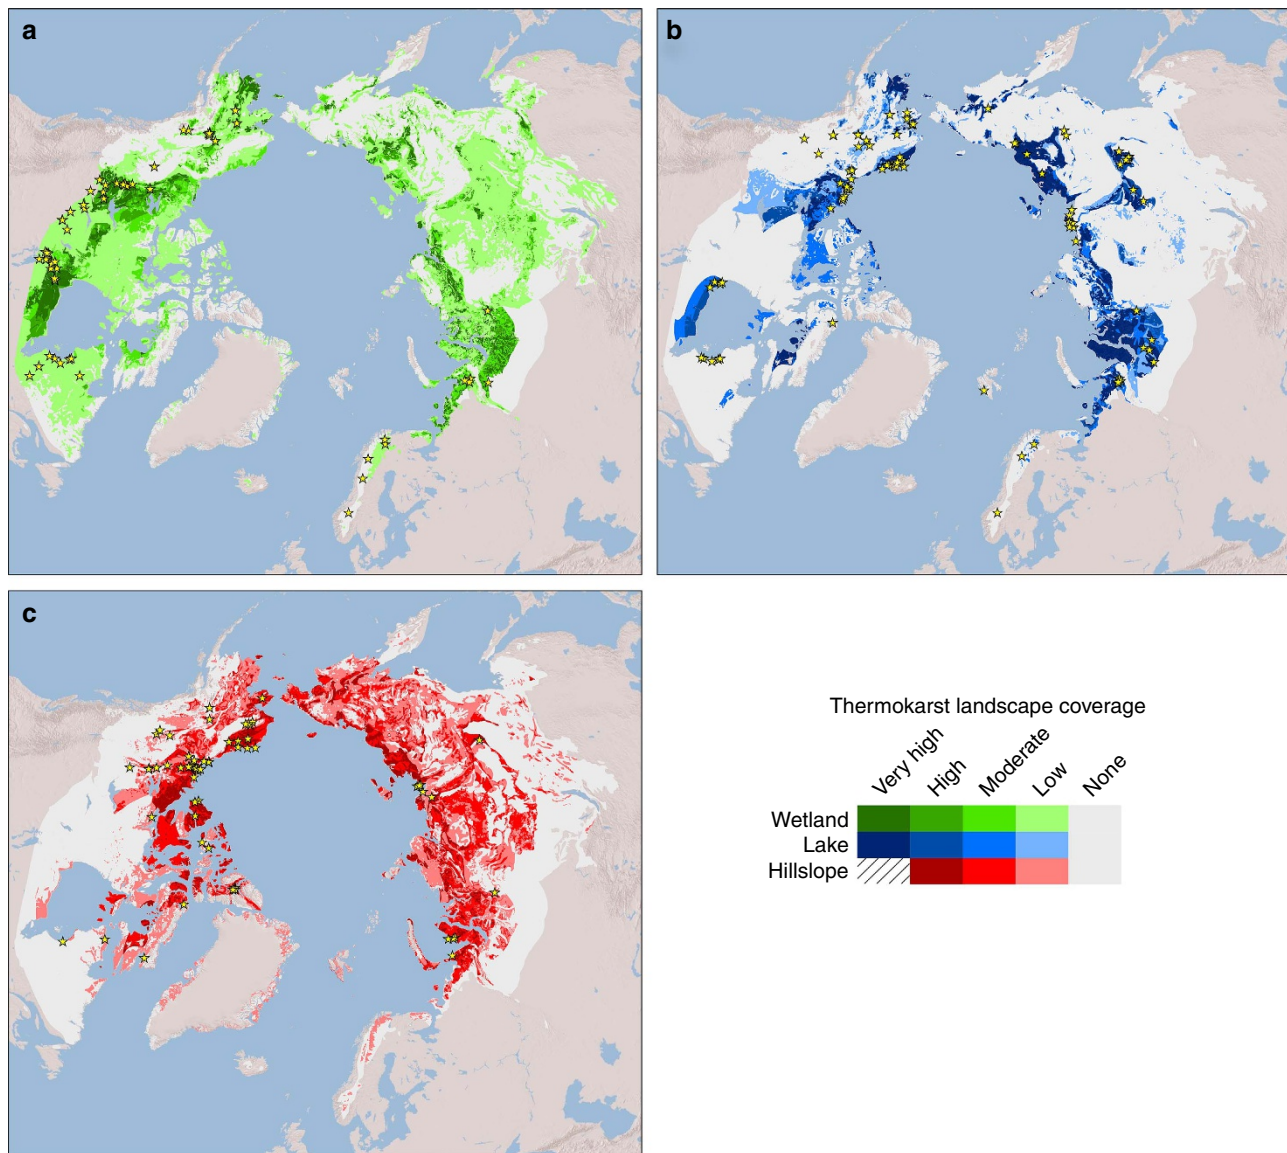 a
b
c
Thermokarst landscape coverage
Very high
High
Moderate
Low
None
Wetland
Lake
Hillslope